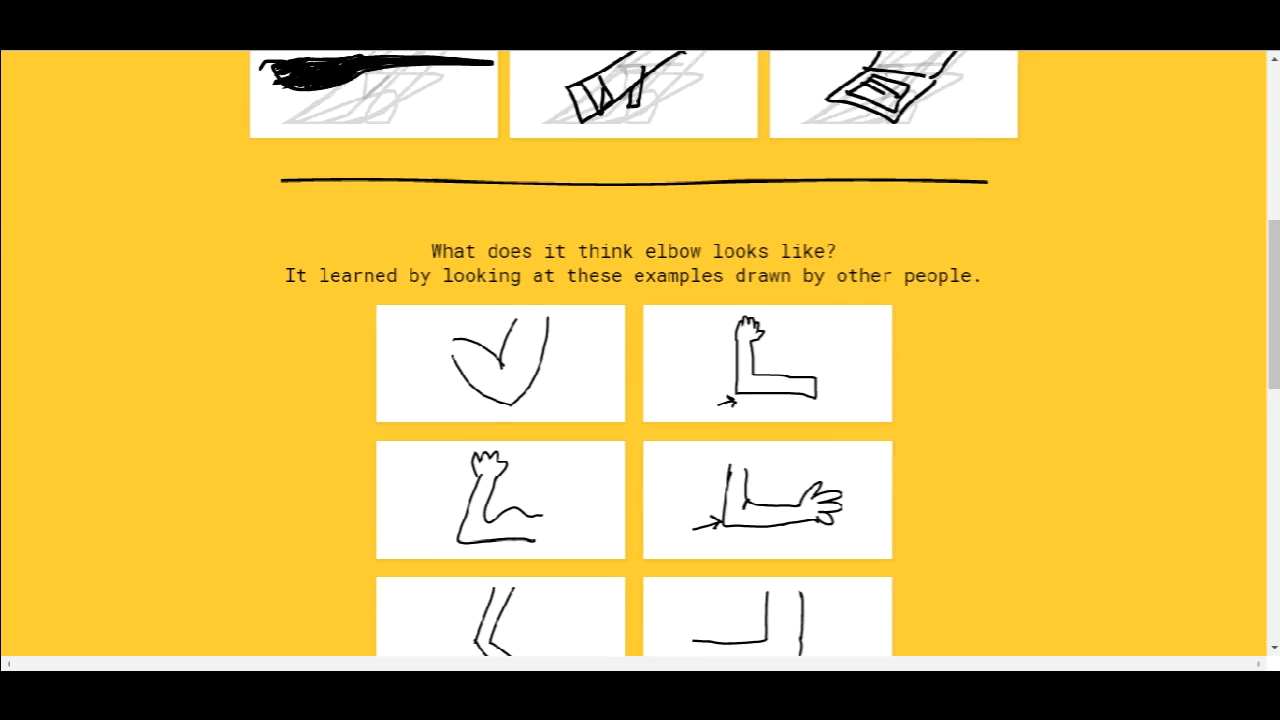 What does it think elbow looks like?
It learned by looking at these examples drawn by other people.